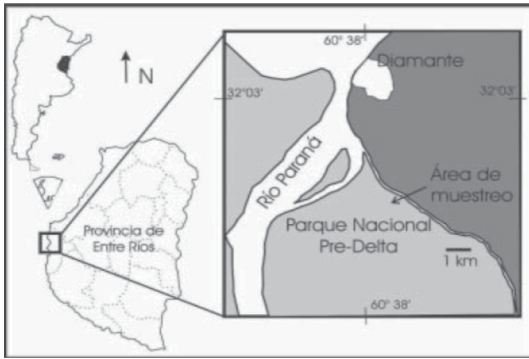 N
Provincia de
Entre Ríos
60° 38'
Diamante
32°03'
32°03'
Río Paraná
Área de
muestreo
Parque Nacional
Pre-Delta
1 km
60° 38'